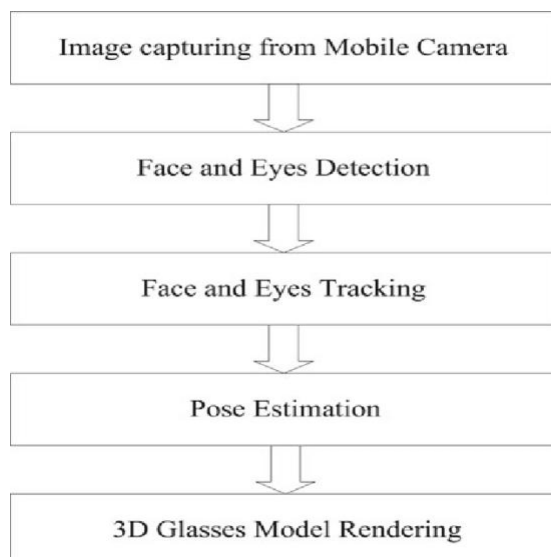 Image capturing from Mobile Camera
Face and Eyes Detection
Face and Eyes Tracking
Pose Estimation
3D Glasses Model Rendering